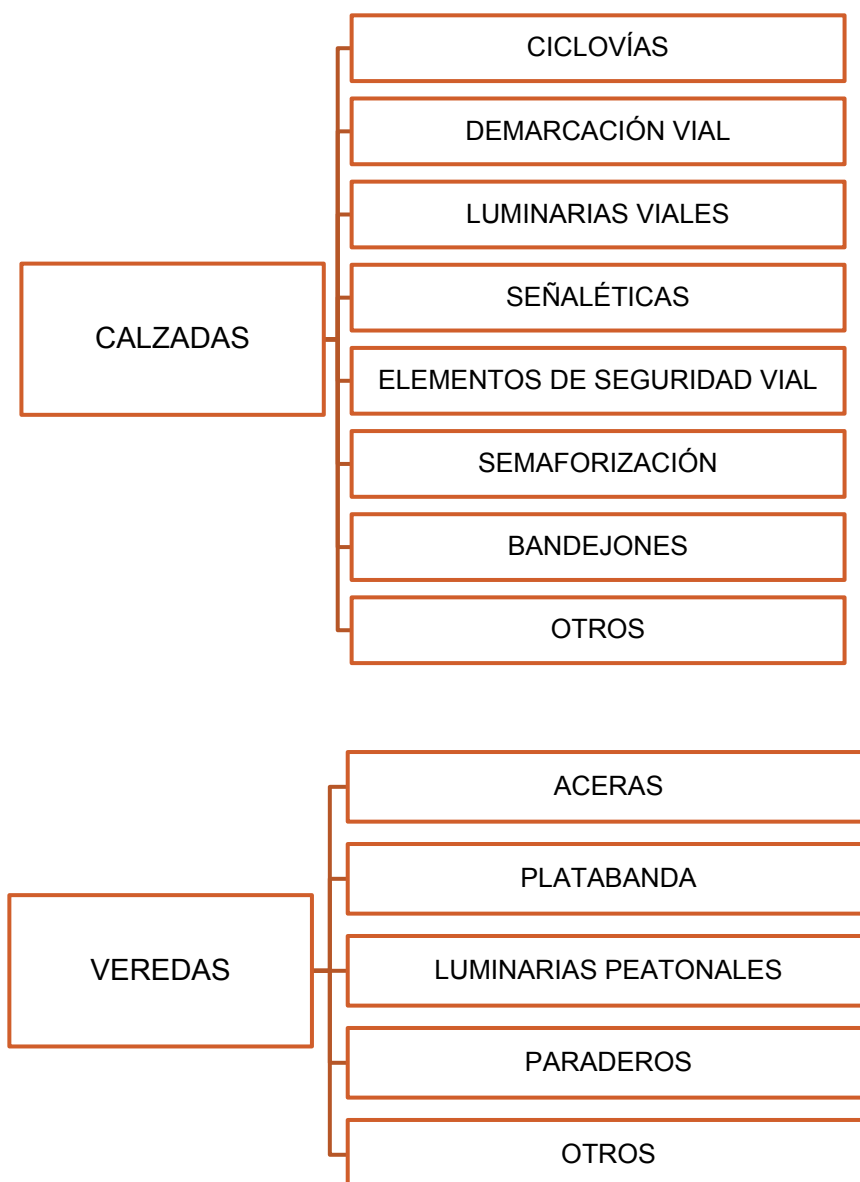 CALZADAS
CICLOVÍAS
DEMARCACIÓN VIAL
LUMINARIAS VIALES
SEÑALÉTICAS
ELEMENTOS DE SEGURIDAD VIAL
SEMAFORIZACIÓN
BANDEJONES
OTROS
VEREDAS
ACERAS
PLATABANDA
LUMINARIAS PEATONALES
PARADEROS
OTROS